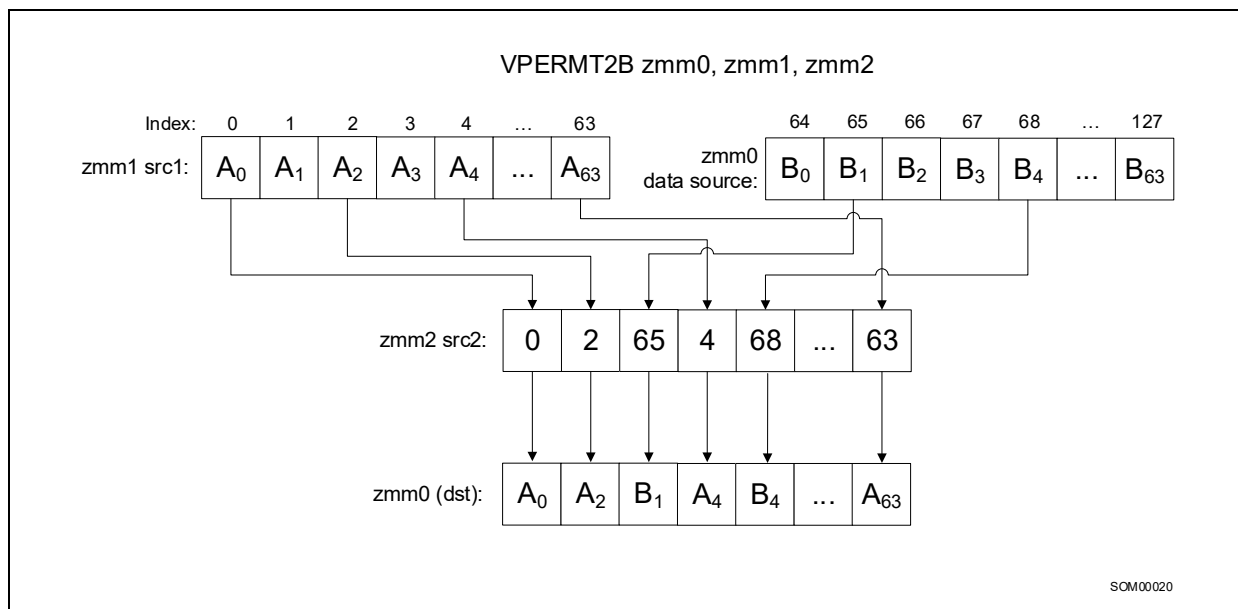 VPERMT2B zmm0, zmm1, zmm2
Index: 0 1 2 3 4 ... 63
64 65 66 67 68 ... 127
zmm1 src1: A0 A1 A2 A3 A4 ... A63
zmm0
data source: B0 B1 B2 B3 B4 ... B63
zmm2 src2: 0 2 65 4 68 ... 63
zmm0 (dst): A0 A2 B1 A4 B4 ... A63
SOM00020